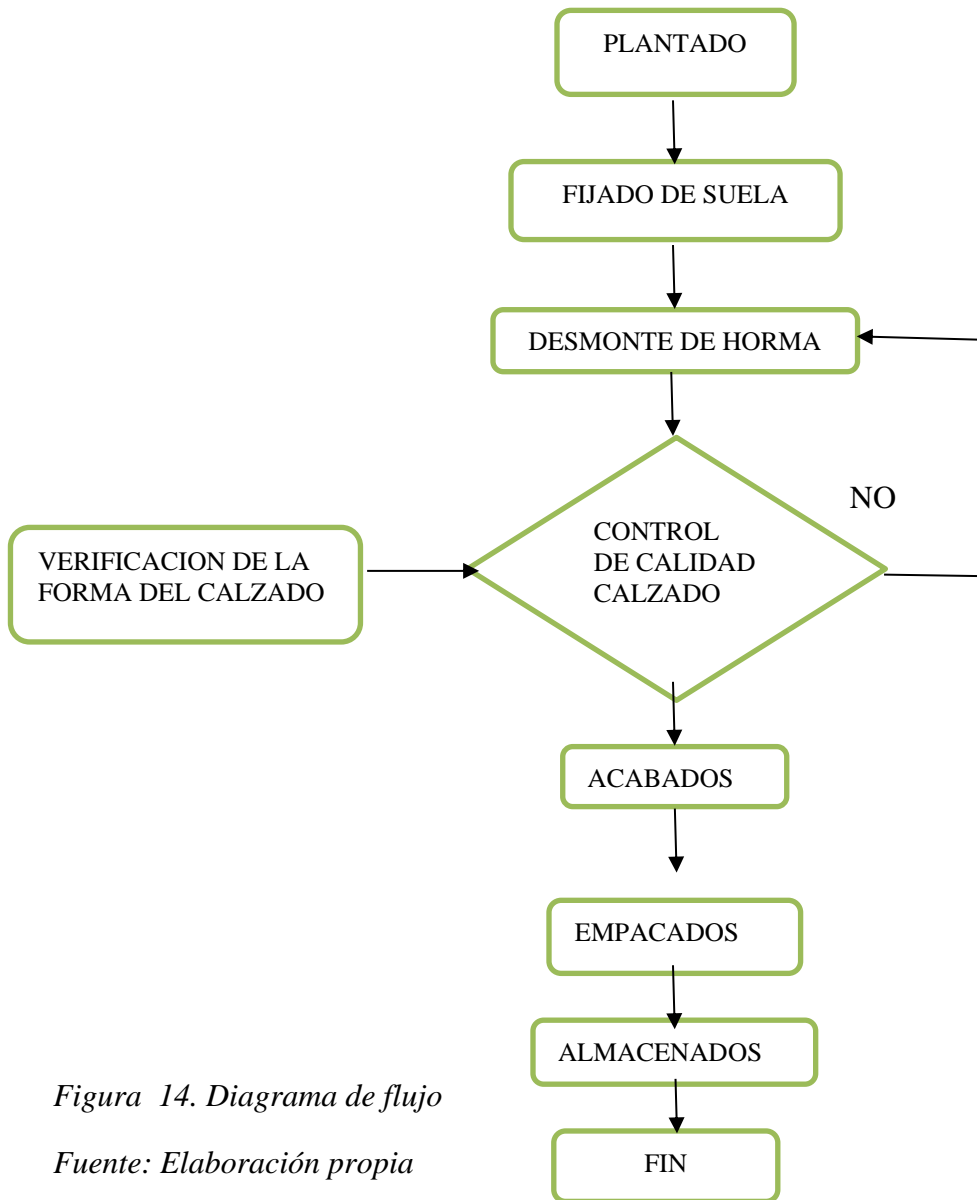 PLANTADO
FIJADO DE SUELA
DESMONTE DE HORMA
NO
VERIFICACION DE LA
FORMA DEL CALZADO
CONTROL
DE CALIDAD
CALZADO
ACABADOS
EMPACADOS
ALMACENADOS
Figura 14. Diagrama de flujo
Fuente: Elaboración propia
FIN